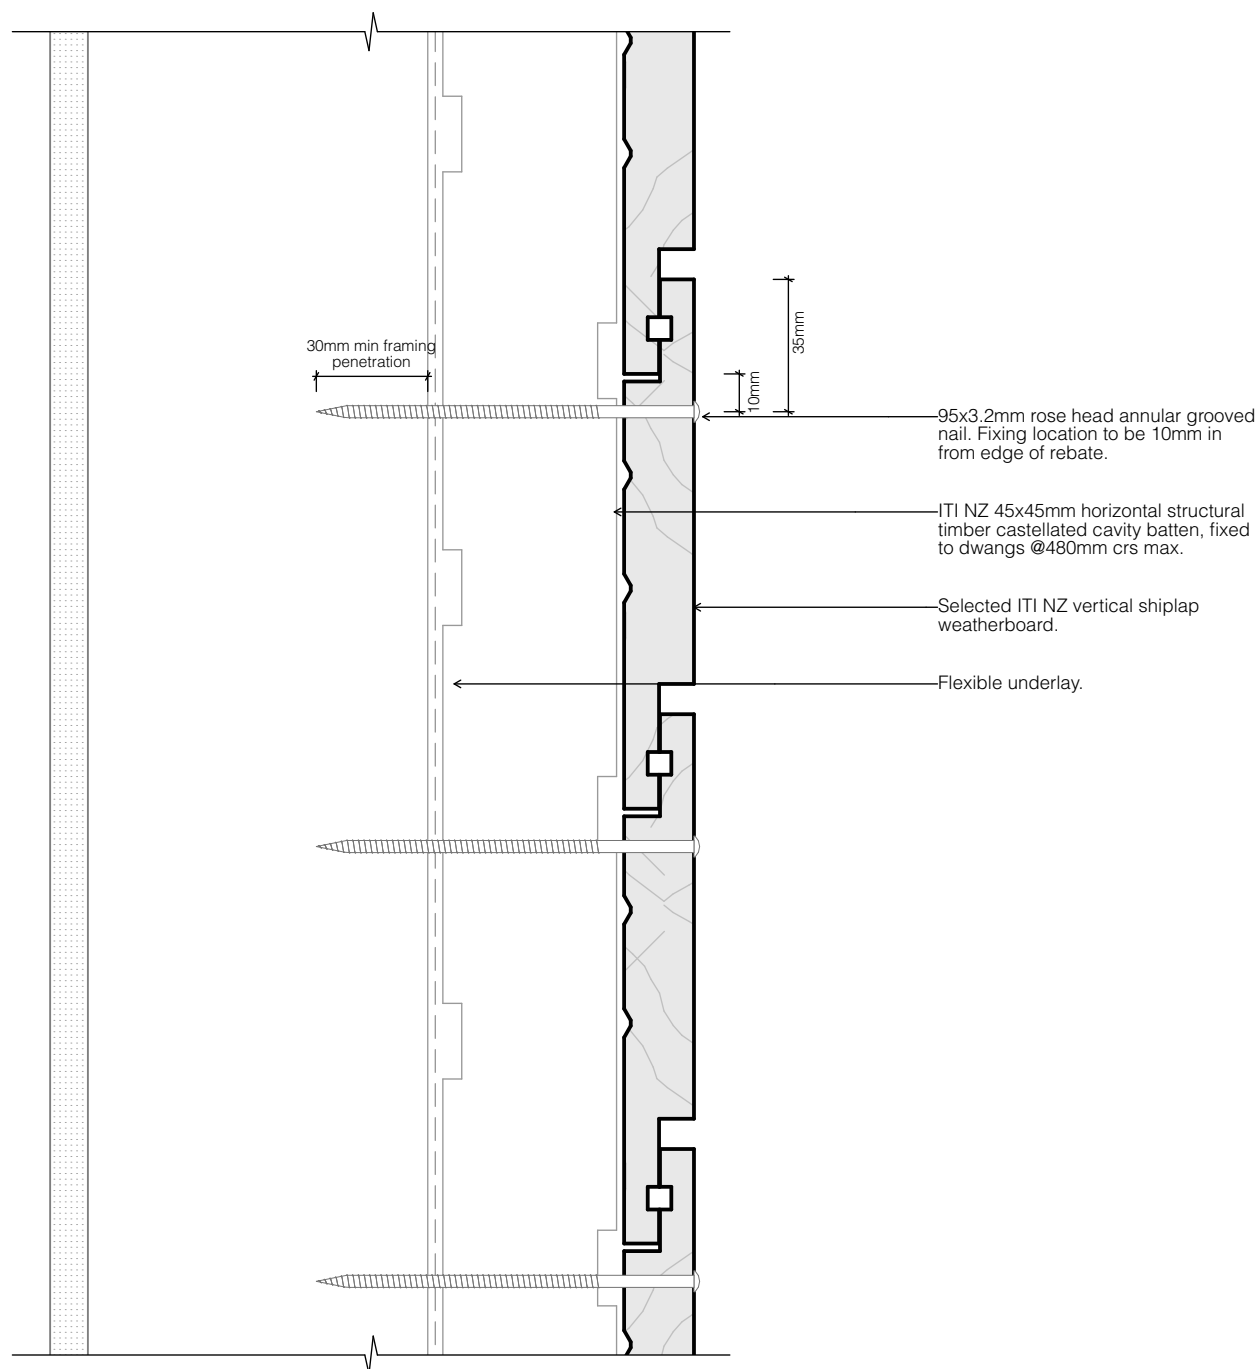 30mm min framing
penetration
35mm
10mm
95x3.2mm rose head annular grooved
nail. Fixing location to be 10mm in
from edge of rebate.
ITI NZ 45x45mm horizontal structural
timber castellated cavity batten, fixed
to dwangs @480mm crs max.
Selected ITI NZ vertical shiplap
weatherboard.
Flexible underlay.